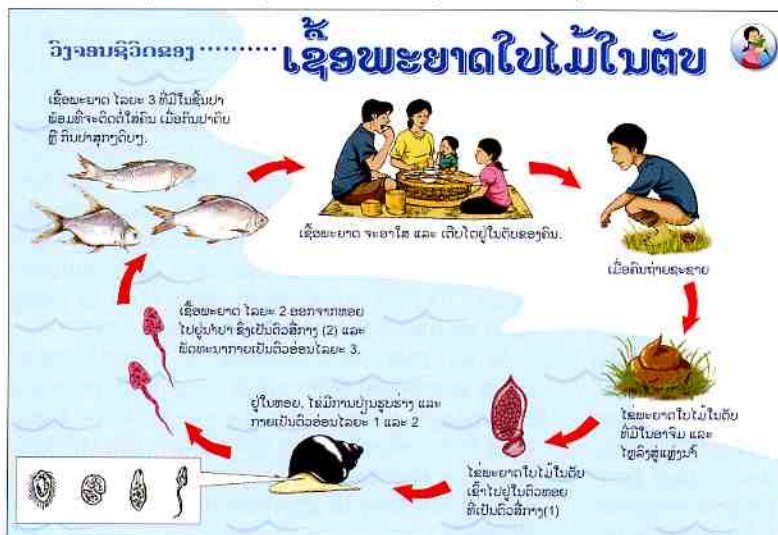 ວົງຈອນຊີວິດຂອງ ·········· ເຊື້ອພະຍາດໃບໄມ້ໃນຕັບ
ເຊື້ອພະຍາດ ໄລຍະ 3 ທີ່ມີໃນຊີ້ນປາ
ພ້ອມທີ່ຈະຕິດຕໍ່ໃສ່ຄົນ ເມື່ອກິນປາດິບ
ຫຼື ກິນປາສຸກໆດິບໆ.
ເຊື້ອພະຍາດ ຈະອາໃສ ແລະ ເຕີບໂຕຢູ່ໃນຕັບຂອງຄົນ.
ເມື່ອຄົນຖ່າຍຊະຊາຍ
ໄຂ່ພະຍາດໃບໄມ້ໃນຕັບ
ທີ່ມີໃນອາຈົມ ແລະ
ໄຫຼລົງສູ່ແຫຼ່ງນ້ຳ
ໄຂ່ພະຍາດໃບໄມ້ໃນຕັບ
ເຂົ້າໄປຢູ່ໃນຕົວຫອຍ
ທີ່ເປັນຕົວສື່ກາງ(1)
ຢູ່ໃນຫອຍ, ໄຂ່ມີການປ່ຽນຮູບຮ່າງ ແລະ
ກາຍເປັນຕົວອ່ອນໄລຍະ 1 ແລະ 2
ເຊື້ອພະຍາດ ໄລຍະ 2 ອອກຈາກຫອຍ
ໄປຢູ່ນຳປາ ຊຶ່ງເປັນຕົວສື່ກາງ (2) ແລະ
ພັດທະນາກາຍເປັນຕົວອ່ອນໄລຍະ 3.